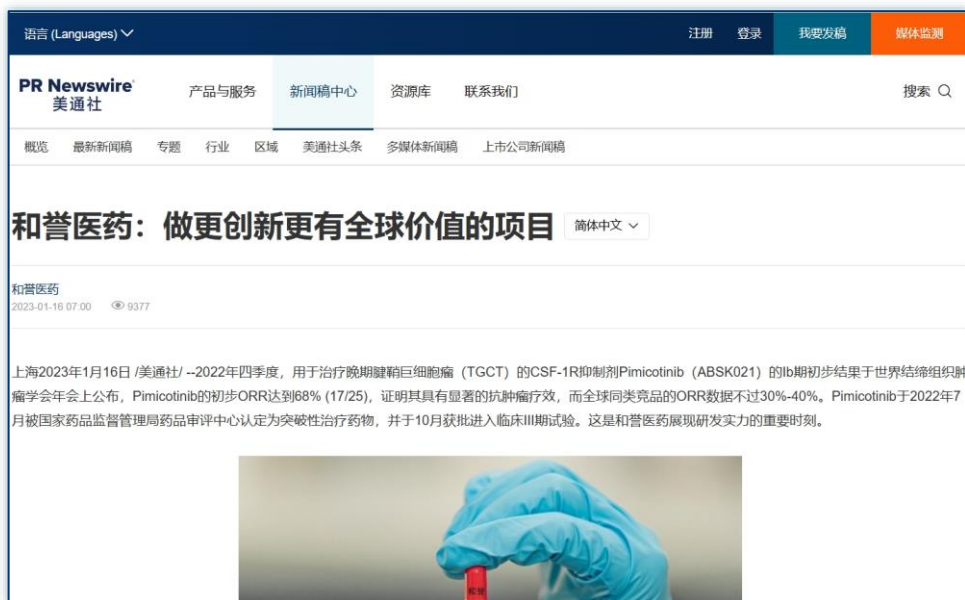 语言 (Languages)
注册 登录 我要发稿 媒体监测
PR Newswire
美通社
产品与服务 新闻稿中心 资源库 联系我们
搜索
概览 最新新闻稿 专题 行业 区域 美通社头条 多媒体新闻稿 上市公司新闻稿
和誉医药：做更创新更有全球价值的项目 简体中文
和誉医药
2023-01-16 07:00 9377
上海2023年1月16日 /美通社/ --2022年四季度，用于治疗晚期腱鞘巨细胞瘤（TGCT）的CSF-1R抑制剂Pimicotinib（ABSK021）的Ib期初步结果于世界结缔组织肿
瘤学会年会上公布，Pimicotinib的初步ORR达到68% (17/25)，证明其具有显著的抗肿瘤疗效，而全球同类竞品的ORR数据不过30%-40%。Pimicotinib于2022年7
月被国家药品监督管理局药品审评中心认定为突破性治疗药物，并于10月获批进入临床III期试验。这是和誉医药展现研发实力的重要时刻。
和誉